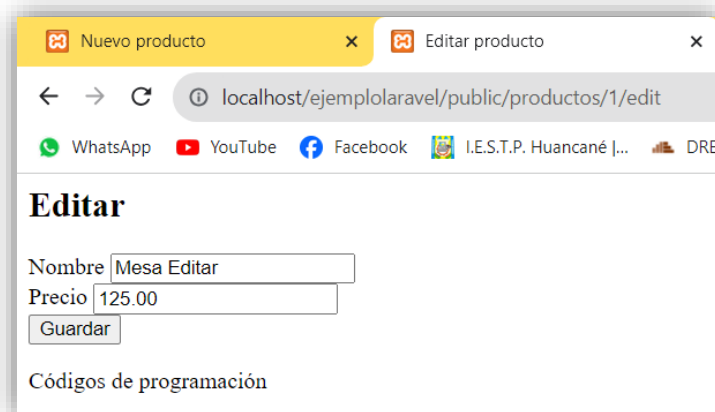 Nuevo producto × Editar producto ×
localhost/ejemplolaravel/public/productos/1/edit
WhatsApp YouTube Facebook I.E.S.T.P. Huancané |... DRE
Editar
Nombre Mesa Editar
Precio 125.00
Guardar
Códigos de programación